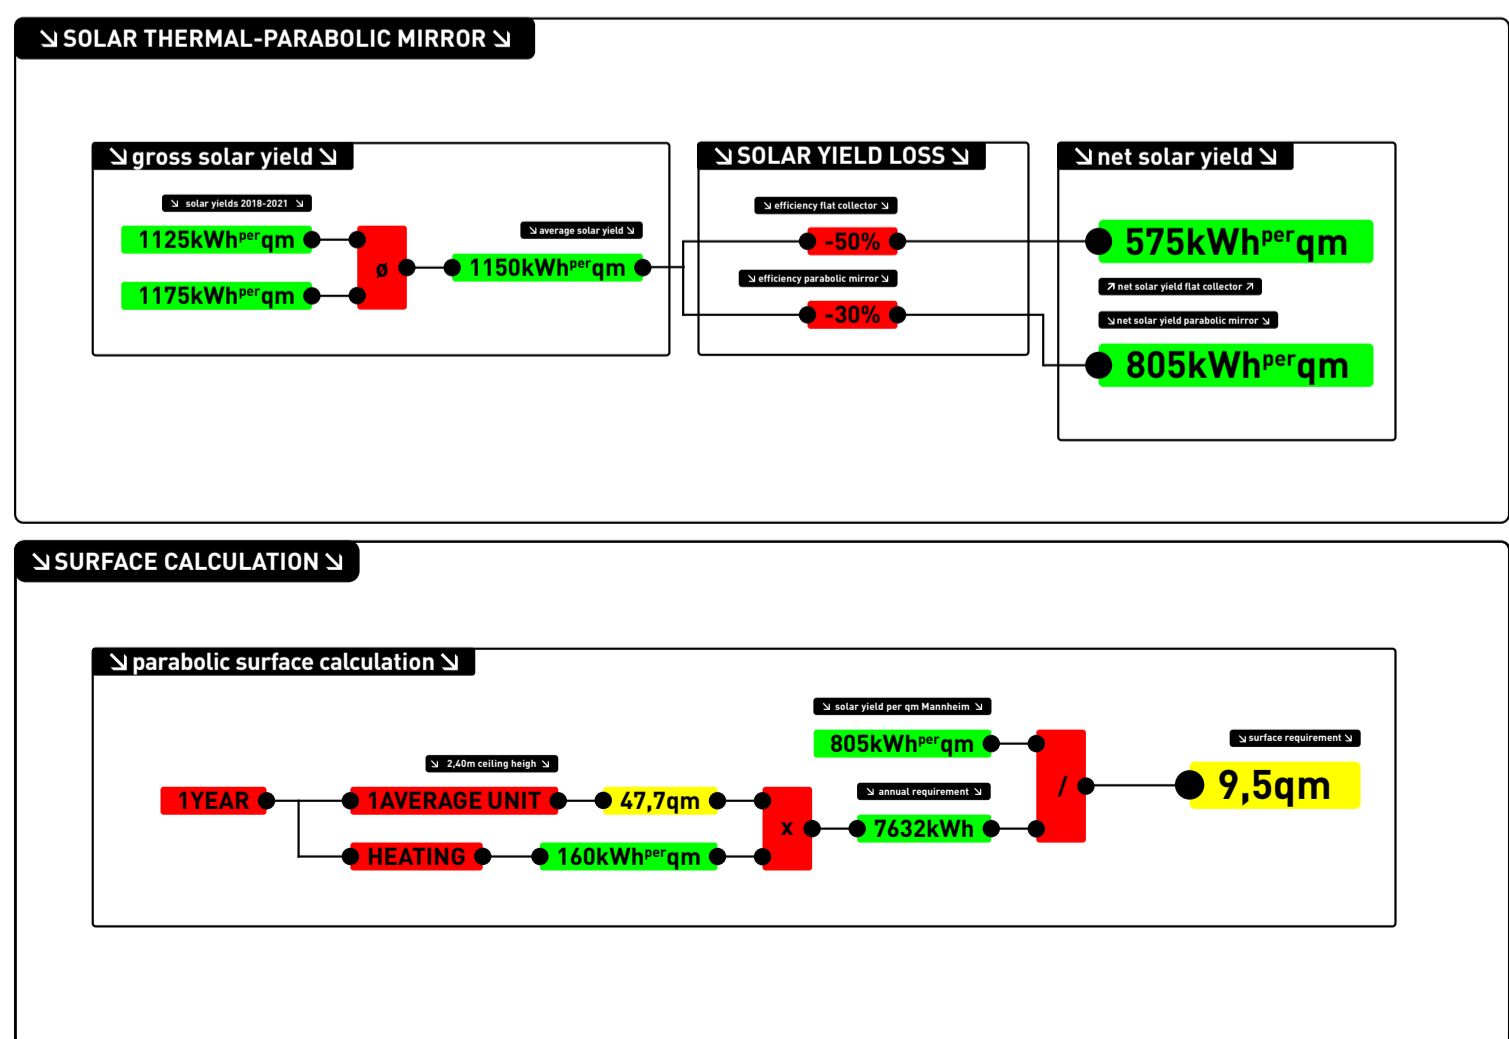 ↘ SOLAR THERMAL-PARABOLIC MIRROR ↘
↘ gross solar yield ↘
↘ solar yields 2018-2021 ↘
1125kWhᵖᵉʳqm
1175kWhᵖᵉʳqm
ø
↘ average solar yield ↘
1150kWhᵖᵉʳqm
↘ SOLAR YIELD LOSS ↘
↘ efficiency flat collector ↘
-50%
↘ efficiency parabolic mirror ↘
-30%
↘ net solar yield ↘
575kWhᵖᵉʳqm
↗ net solar yield flat collector ↗
↘ net solar yield parabolic mirror ↘
805kWhᵖᵉʳqm
↘ SURFACE CALCULATION ↘
↘ parabolic surface calculation ↘
1YEAR
↘ 2,40m ceiling heigh ↘
1AVERAGE UNIT
47,7qm
HEATING
160kWhᵖᵉʳqm
x
↘ solar yield per qm Mannheim ↘
805kWhᵖᵉʳqm
↘ annual requirement ↘
7632kWh
/
↘ surface requirement ↘
9,5qm